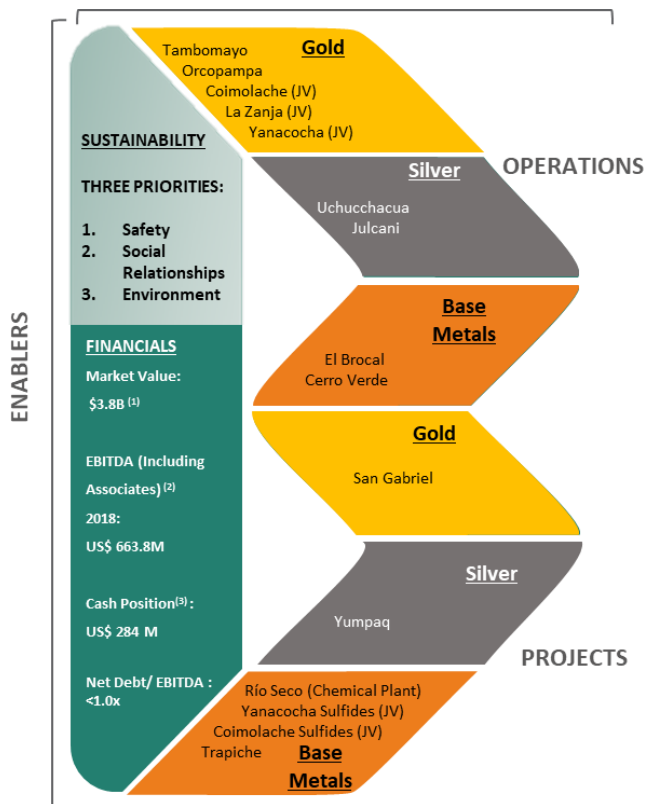 ENABLERS
SUSTAINABILITY
THREE PRIORITIES:
1. Safety
2. Social
Relationships
3. Environment
FINANCIALS
Market Value:
$3.8B (1)
EBITDA (Including
Associates) (2)
2018:
US$ 663.8M
Cash Position(3) :
US$ 284 M
Net Debt/ EBITDA :
<1.0x
OPERATIONS
Gold
Tambomayo
Orcopampa
Coimolache (JV)
La Zanja (JV)
Yanacocha (JV)
Silver
Uchucchacua
Julcani
Base
Metals
El Brocal
Cerro Verde
PROJECTS
Gold
San Gabriel
Silver
Yumpaq
Río Seco (Chemical Plant)
Yanacocha Sulfides (JV)
Coimolache Sulfides (JV)
Trapiche
Base
Metals